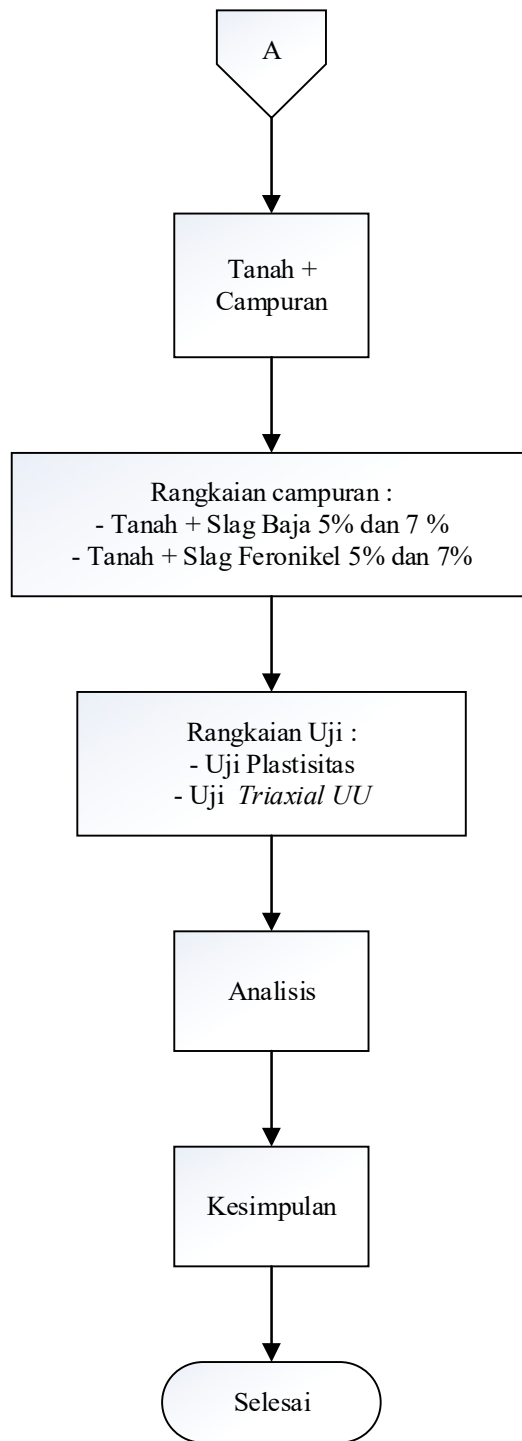 A
Tanah +
Campuran
Rangkaian campuran :
- Tanah + Slag Baja 5% dan 7 %
- Tanah + Slag Feronikel 5% dan 7%
Rangkaian Uji :
- Uji Plastisitas
- Uji Triaxial UU
Analisis
Kesimpulan
Selesai